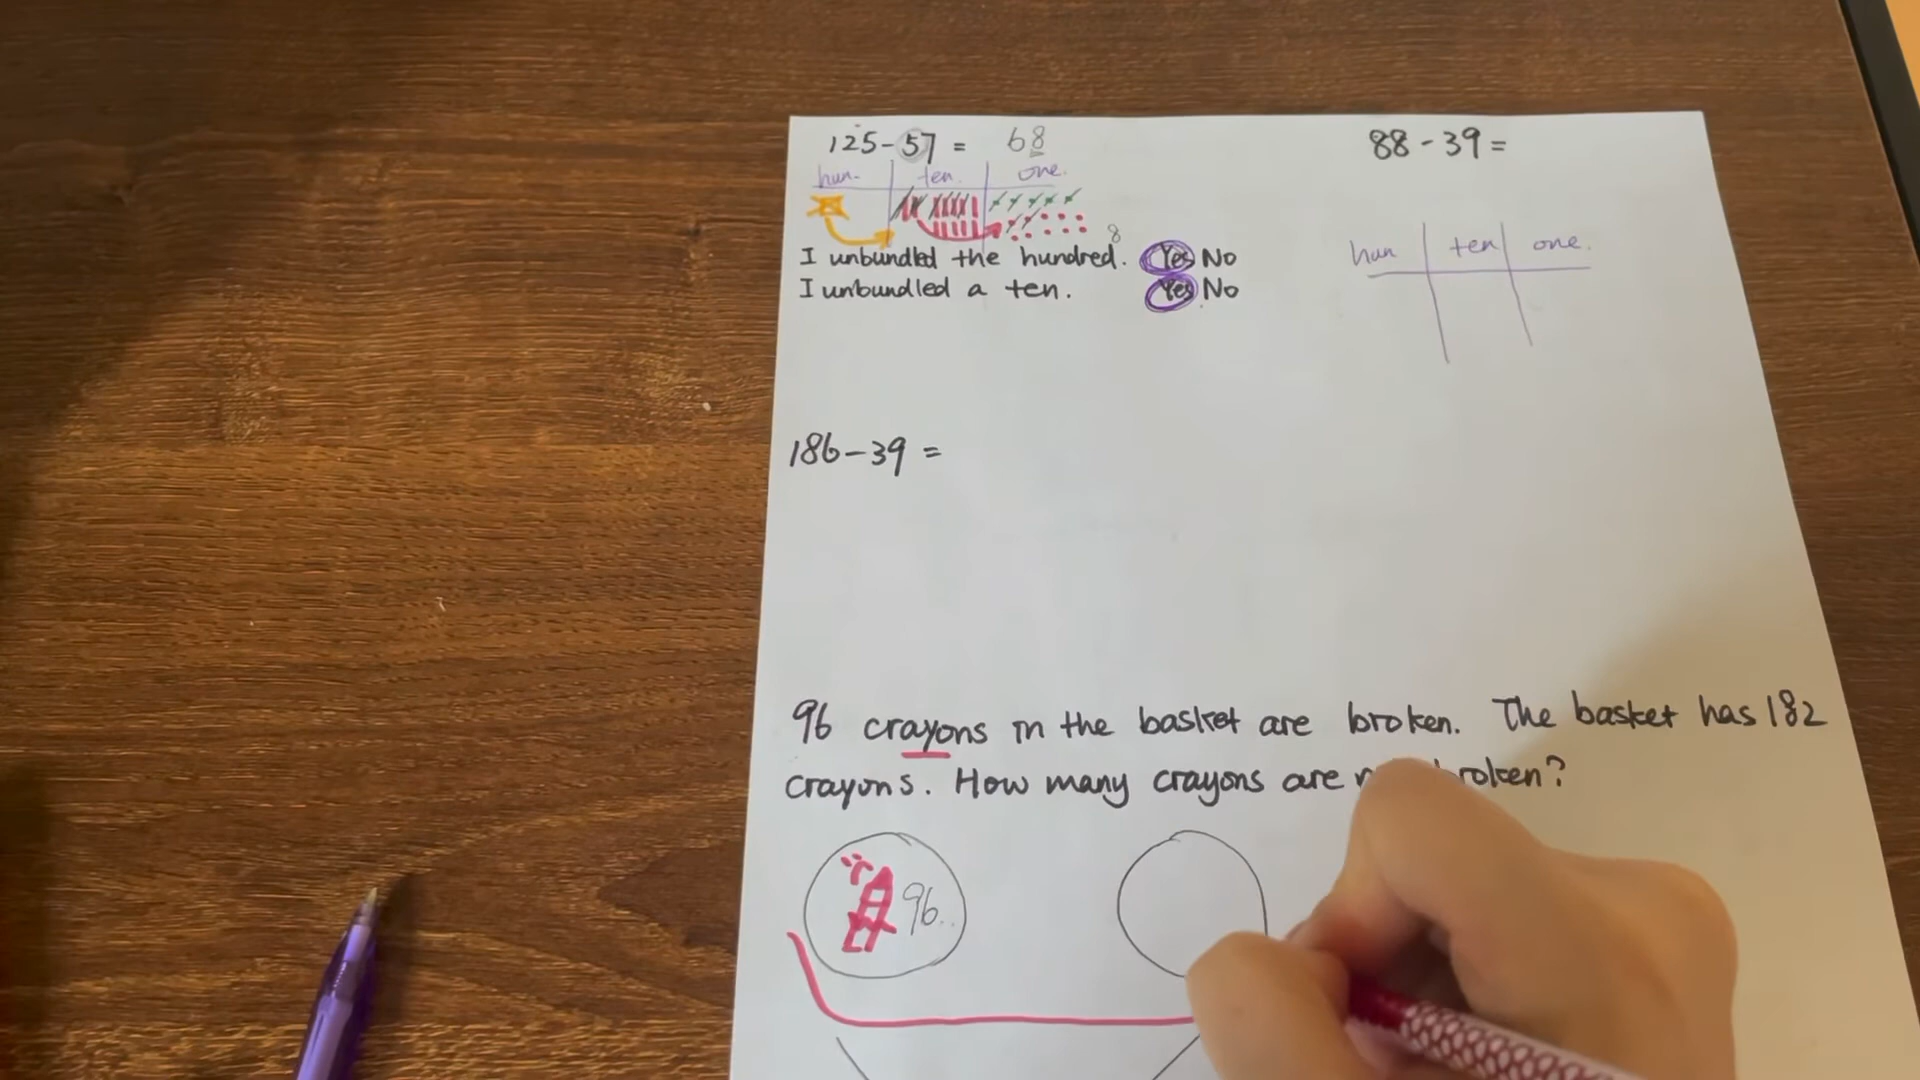 125-57 = 68
hun- ten. one.
8
I unbundled the hundred. Yes No
I unbundled a ten. Yes No
88-39=
han ten one.
186-39 =
96 crayons in the basket are broken. The basket has 182
crayons. How many crayons are broken?
96.